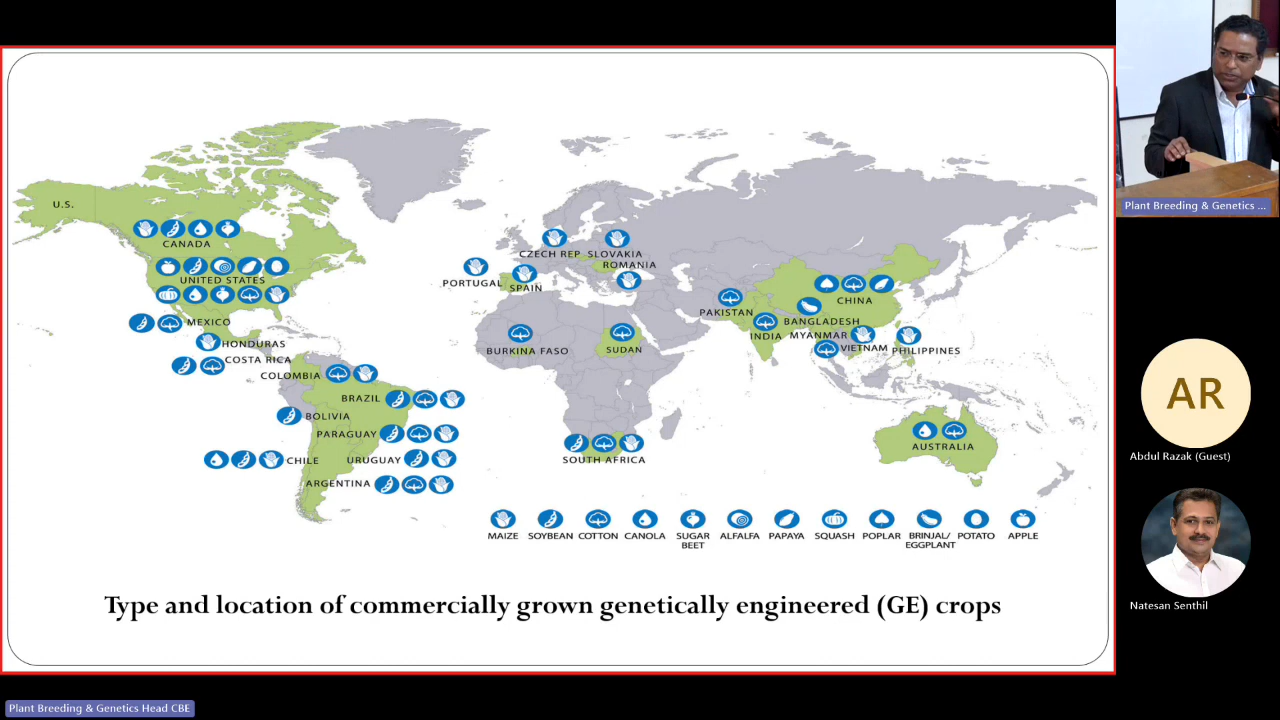 U.S.
CANADA
UNITED STATES
MEXICO
HONDURAS
COSTA RICA
COLOMBIA
BRAZIL
BOLIVIA
PARAGUAY
CHILE
URUGUAY
ARGENTINA
CZECH REP
SLOVAKIA
ROMANIA
PORTUGAL
SPAIN
BURKINA FASO
SUDAN
SOUTH AFRICA
PAKISTAN
INDIA
CHINA
BANGLADESH
MYANMAR
VIETNAM
PHILIPPINES
AUSTRALIA
MAIZE
SOYBEAN
COTTON
CANOLA
SUGAR
BEET
ALFALFA
PAPAYA
SQUASH
POPLAR
BRINJAL/
EGGPLANT
POTATO
APPLE
Type and location of commercially grown genetically engineered (GE) crops
Plant Breeding & Genetics ...
AR
Abdul Razak (Guest)
Natesan Senthil
Plant Breeding & Genetics Head CBE